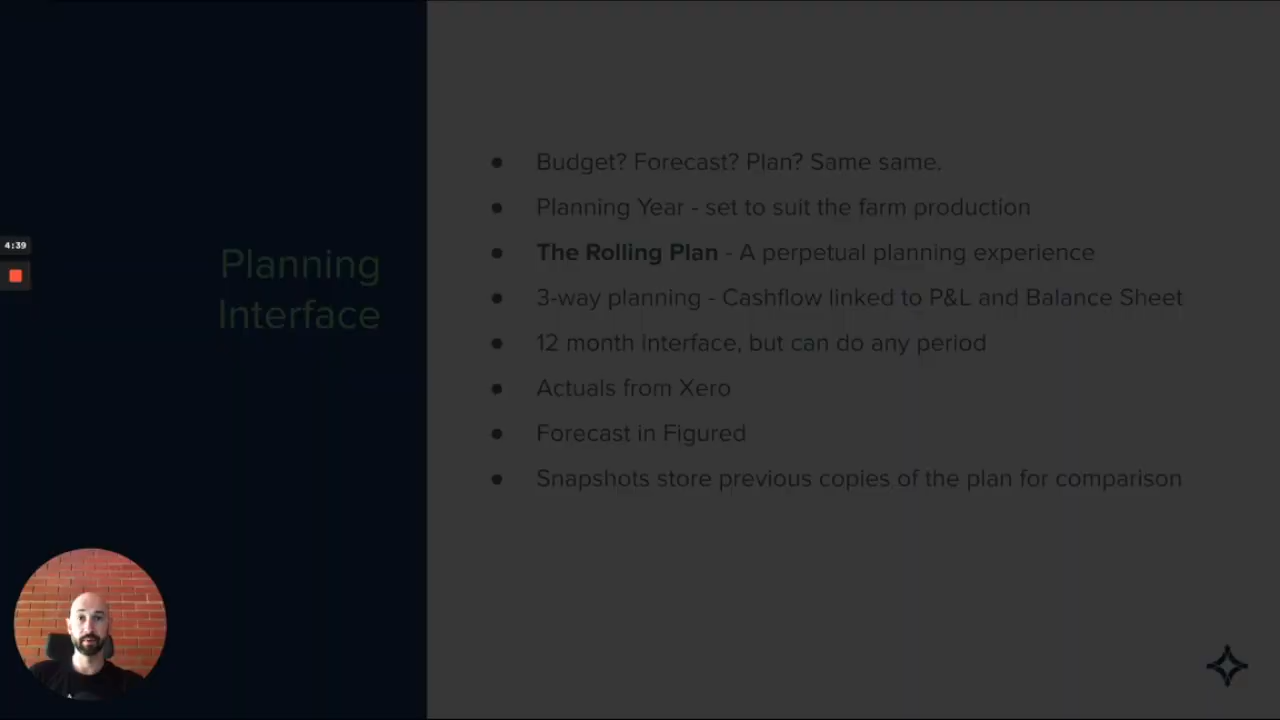 Planning
Interface
● Budget? Forecast? Plan? Same same.
● Planning Year - set to suit the farm production
● The Rolling Plan - A perpetual planning experience
● 3-way planning - Cashflow linked to P&L and Balance Sheet
● 12 month interface, but can do any period
● Actuals from Xero
● Forecast in Figured
● Snapshots store previous copies of the plan for comparison
4:39